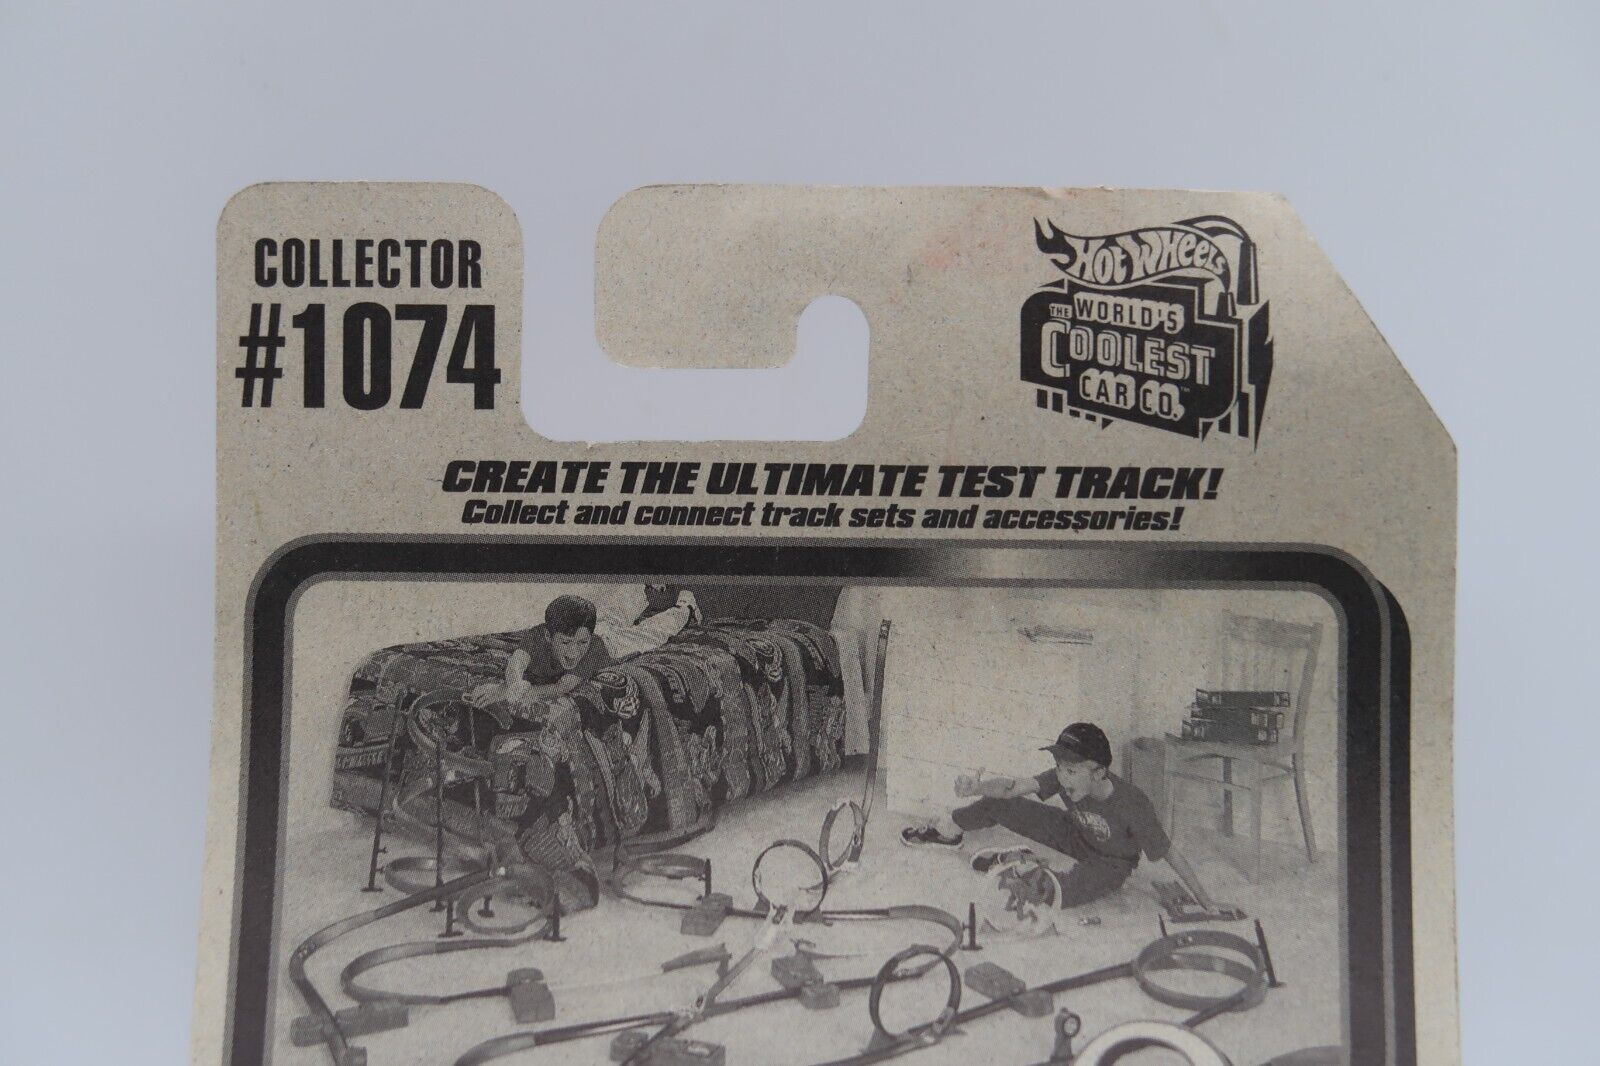 COLLECTOR
#1074
HOT WHEELS
THE WORLD'S
COOLEST
CAR CO.™
CREATE THE ULTIMATE TEST TRACK!
Collect and connect track sets and accessories!